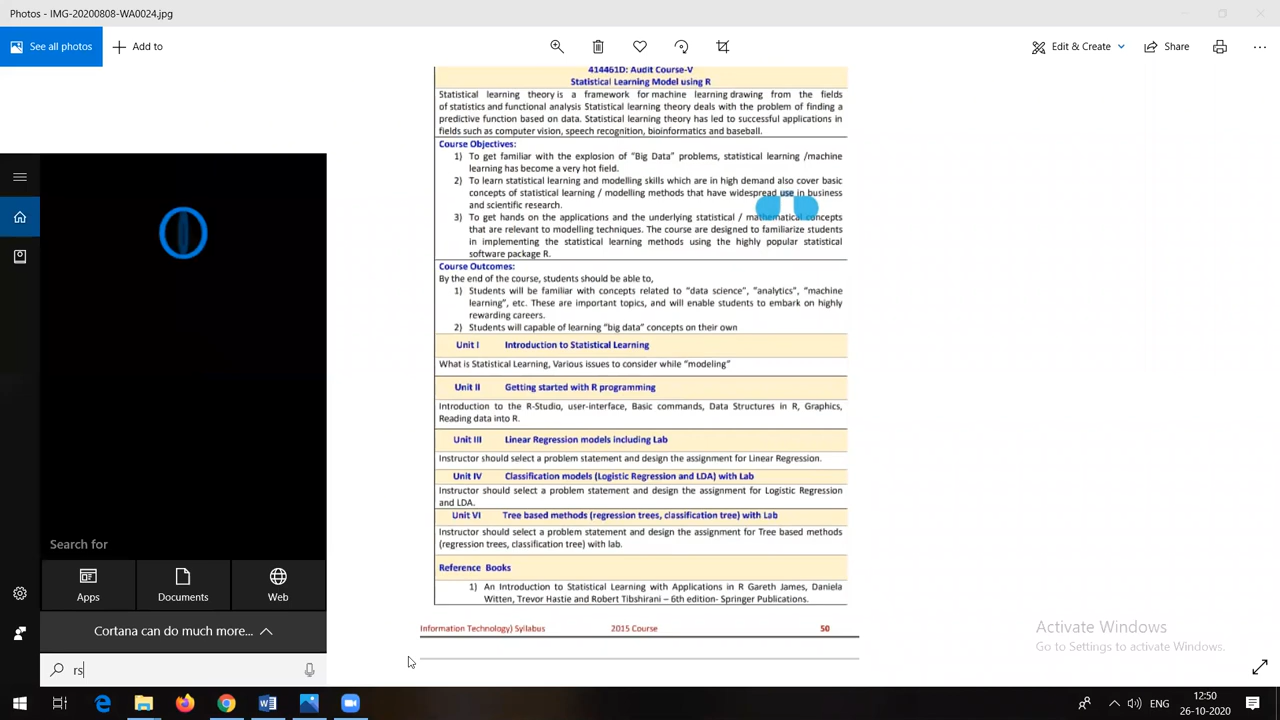 Photos - IMG-20200808-WA0024.jpg
See all photos
Add to
Edit & Create
Share
414461D: Audit Course-V
Statistical Learning Model using R
Statistical learning theory is a framework for machine learning drawing from the fields
of statistics and functional analysis Statistical learning theory deals with the problem of finding a
predictive function based on data. Statistical learning theory has led to successful applications in
fields such as computer vision, speech recognition, bioinformatics and baseball.
Course Objectives:
1) To get familiar with the explosion of "Big Data" problems, statistical learning /machine
learning has become a very hot field.
2) To learn statistical learning and modelling skills which are in high demand also cover basic
concepts of statistical learning / modelling methods that have widespread use in business
and scientific research.
3) To get hands on the applications and the underlying statistical / mathematical concepts
that are relevant to modelling techniques. The course are designed to familiarize students
in implementing the statistical learning methods using the highly popular statistical
software package R.
Course Outcomes:
By the end of the course, students should be able to,
1) Students will be familiar with concepts related to "data science", "analytics", "machine
learning", etc. These are important topics, and will enable students to embark on highly
rewarding careers.
2) Students will capable of learning "big data" concepts on their own
Unit I Introduction to Statistical Learning
What is Statistical Learning, Various issues to consider while "modeling"
Unit II Getting started with R programming
Introduction to the R-Studio, user-interface, Basic commands, Data Structures in R, Graphics,
Reading data into R.
Unit III Linear Regression models including Lab
Instructor should select a problem statement and design the assignment for Linear Regression.
Unit IV Classification models (Logistic Regression and LDA) with Lab
Instructor should select a problem statement and design the assignment for Logistic Regression
and LDA.
Unit VI Tree based methods (regression trees, classification tree) with Lab
Instructor should select a problem statement and design the assignment for Tree based methods
(regression trees, classification tree) with lab.
Reference Books
1) An Introduction to Statistical Learning with Applications in R Gareth James, Daniela
Witten, Trevor Hastie and Robert Tibshirani – 6th edition- Springer Publications.
Information Technology) Syllabus 2015 Course 50
Search for
Apps Documents Web
Cortana can do much more...
rs
Activate Windows
Go to Settings to activate Windows.
ENG
12:50
26-10-2020